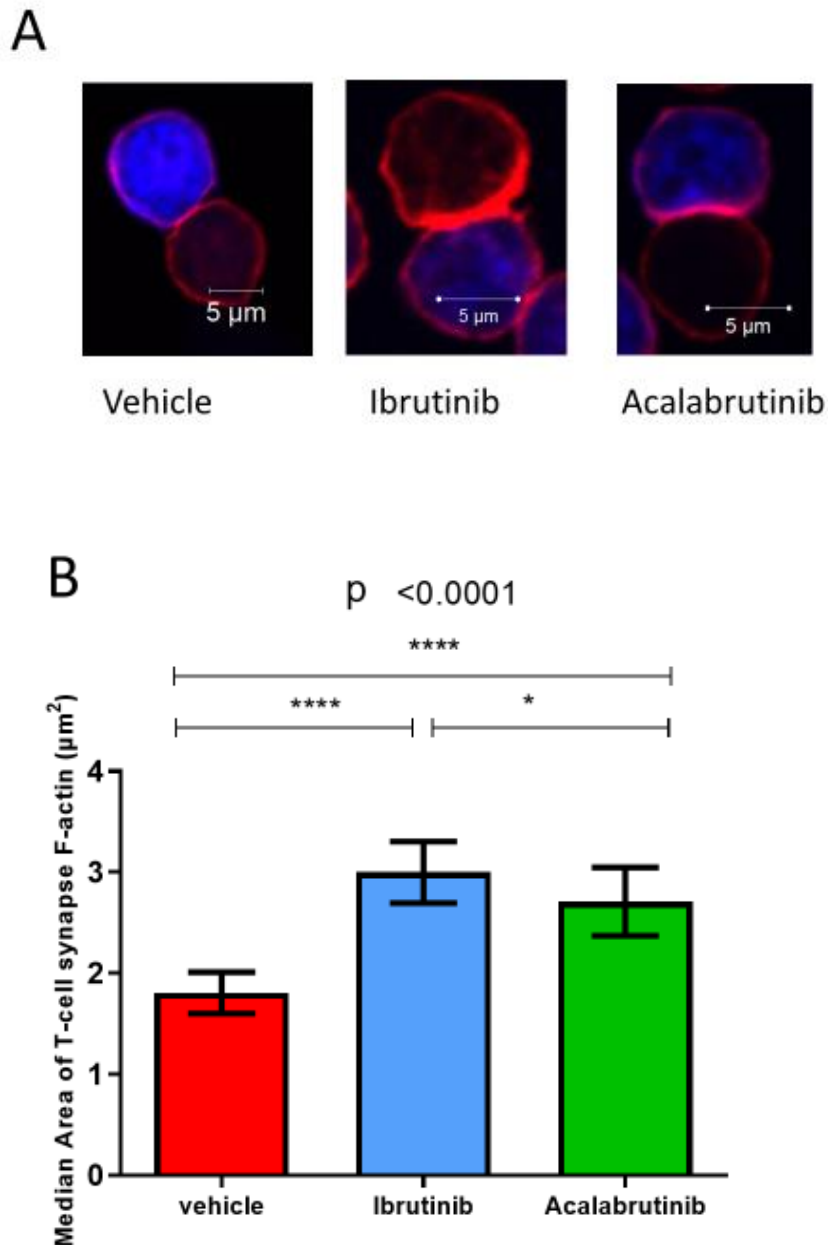 A
5 µm
5 µm
5 µm
Vehicle
Ibrutinib
Acalabrutinib
B
p <0.0001
****
****
*
Median Area of T-cell synapse F-actin (µm²)
4
3
2
1
0
vehicle
Ibrutinib
Acalabrutinib